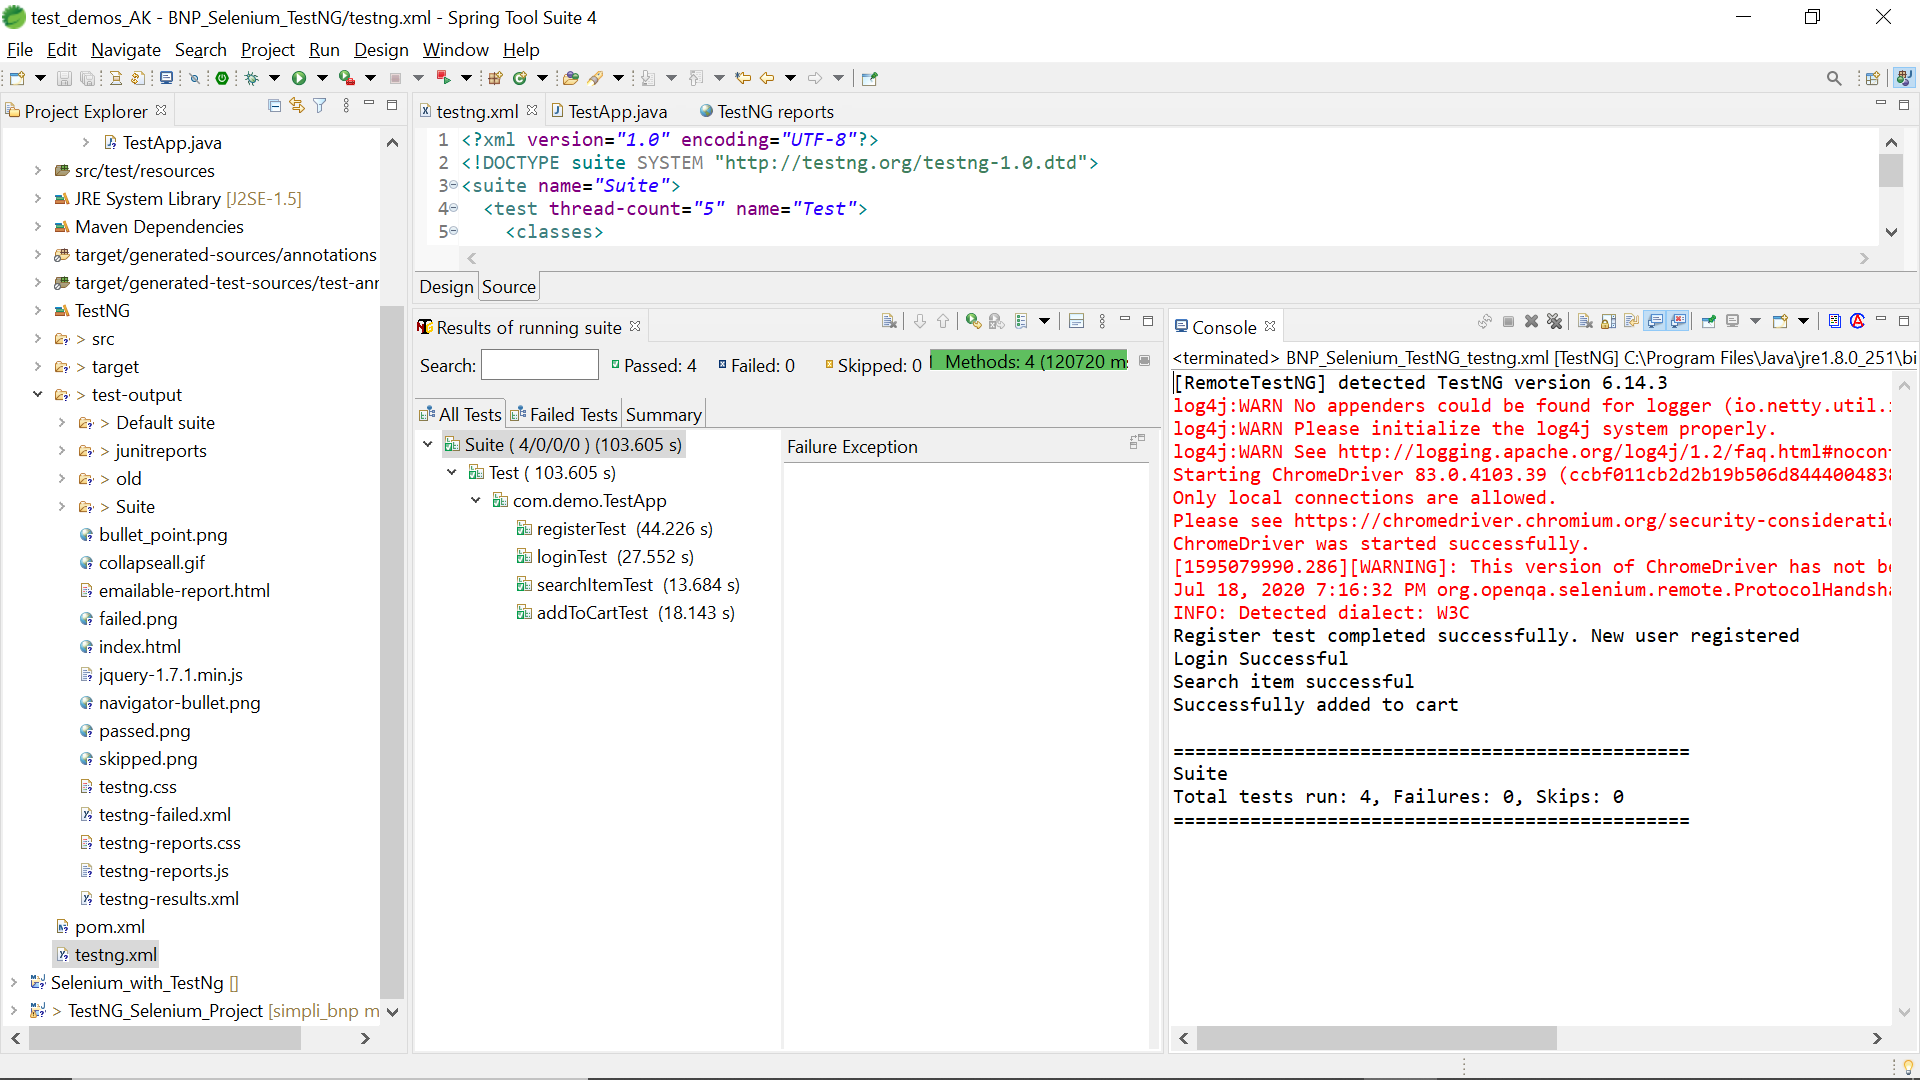 test_demos_AK - BNP_Selenium_TestNG/testng.xml - Spring Tool Suite 4
File Edit Navigate Search Project Run Design Window Help
Project Explorer
TestApp.java
src/test/resources
JRE System Library [J2SE-1.5]
Maven Dependencies
target/generated-sources/annotations
target/generated-test-sources/test-anr
TestNG
> src
> target
> test-output
> Default suite
> junitreports
> old
> Suite
bullet_point.png
collapseall.gif
emailable-report.html
failed.png
index.html
jquery-1.7.1.min.js
navigator-bullet.png
passed.png
skipped.png
testng.css
testng-failed.xml
testng-reports.css
testng-reports.js
testng-results.xml
pom.xml
testng.xml
Selenium_with_TestNg []
> TestNG_Selenium_Project [simpli_bnp m
testng.xml TestApp.java TestNG reports
1 <?xml version="1.0" encoding="UTF-8"?>
2 <!DOCTYPE suite SYSTEM "http://testng.org/testng-1.0.dtd">
3 <suite name="Suite">
4 <test thread-count="5" name="Test">
5 <classes>
Design Source
Results of running suite
Search: Passed: 4 Failed: 0 Skipped: 0 Methods: 4 (120720 m
All Tests Failed Tests Summary
Suite ( 4/0/0/0 ) (103.605 s)
Test ( 103.605 s)
com.demo.TestApp
registerTest (44.226 s)
loginTest (27.552 s)
searchItemTest (13.684 s)
addToCartTest (18.143 s)
Failure Exception
Console
<terminated> BNP_Selenium_TestNG_testng.xml [TestNG] C:\Program Files\Java\jre1.8.0_251\bi
[RemoteTestNG] detected TestNG version 6.14.3
log4j:WARN No appenders could be found for logger (io.netty.util.
log4j:WARN Please initialize the log4j system properly.
log4j:WARN See http://logging.apache.org/log4j/1.2/faq.html#nocon
Starting ChromeDriver 83.0.4103.39 (ccbf011cb2d2b19b506d844400483
Only local connections are allowed.
Please see https://chromedriver.chromium.org/security-considerati
ChromeDriver was started successfully.
[1595079990.286][WARNING]: This version of ChromeDriver has not b
Jul 18, 2020 7:16:32 PM org.openqa.selenium.remote.ProtocolHandsh
INFO: Detected dialect: W3C
Register test completed successfully. New user registered
Login Successful
Search item successful
Successfully added to cart
===============================================
Suite
Total tests run: 4, Failures: 0, Skips: 0
===============================================